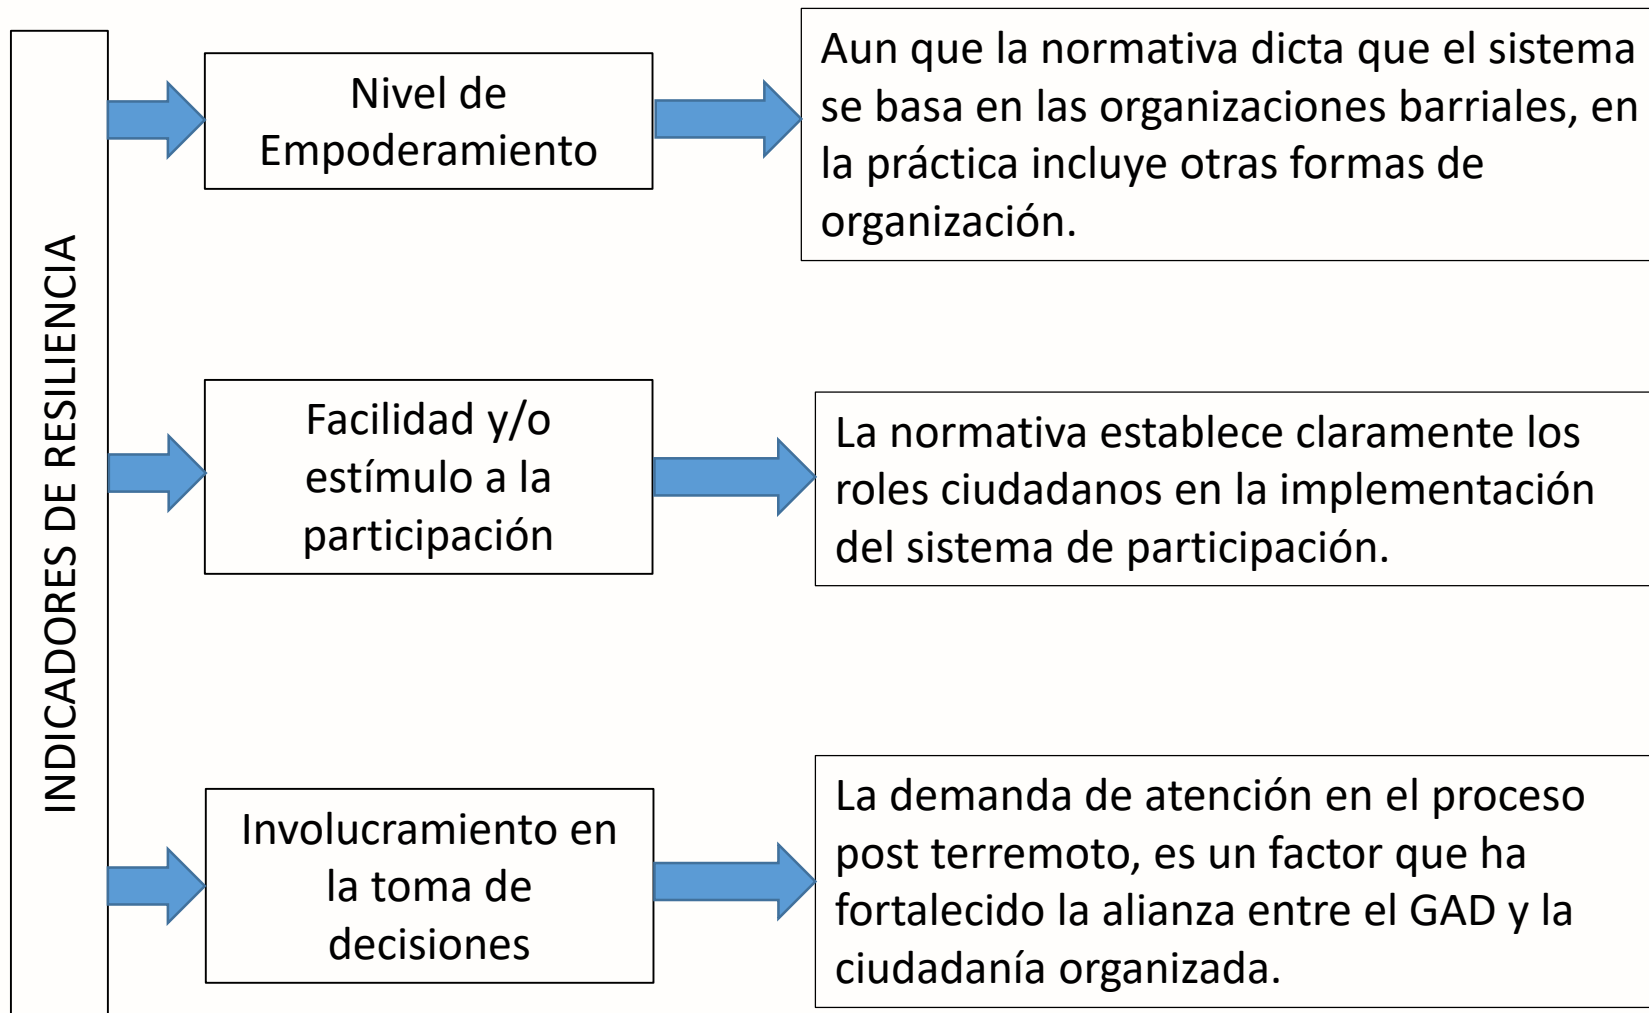 INDICADORES DE RESILIENCIA
Nivel de
Empoderamiento
Aun que la normativa dicta que el sistema
se basa en las organizaciones barriales, en
la práctica incluye otras formas de
organización.
Facilidad y/o
estímulo a la
participación
La normativa establece claramente los
roles ciudadanos en la implementación
del sistema de participación.
Involucramiento en
la toma de
decisiones
La demanda de atención en el proceso
post terremoto, es un factor que ha
fortalecido la alianza entre el GAD y la
ciudadanía organizada.